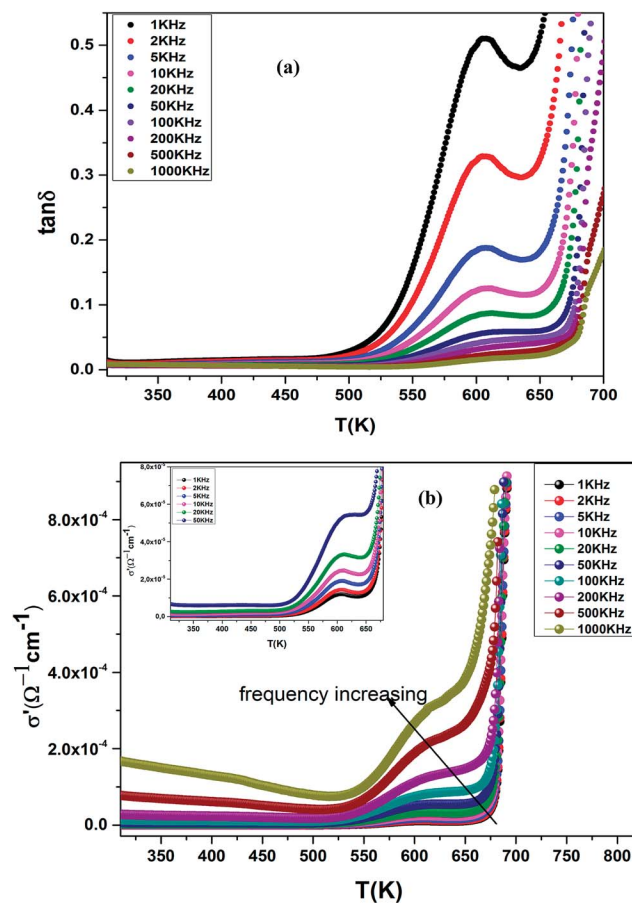 1KHz
2KHz
5KHz
10KHz
20KHz
50KHz
100KHz
200KHz
500KHz
1000KHz
(a)
tanδ
0.5
0.4
0.3
0.2
0.1
0.0
350 400 450 500 550 600 650 700
T(K)
(b)
1KHz
2KHz
5KHz
10KHz
20KHz
50KHz
100KHz
200KHz
500KHz
1000KHz
1KHz
2KHz
5KHz
10KHz
20KHz
50KHz
σ'(Ω⁻¹cm⁻¹)
350 400 450 500 550 600 650
T(K)
frequency increasing
σ'(Ω⁻¹cm⁻¹)
8.0x10⁻⁴
6.0x10⁻⁴
4.0x10⁻⁴
2.0x10⁻⁴
0.0
350 400 450 500 550 600 650 700 750 800
T(K)